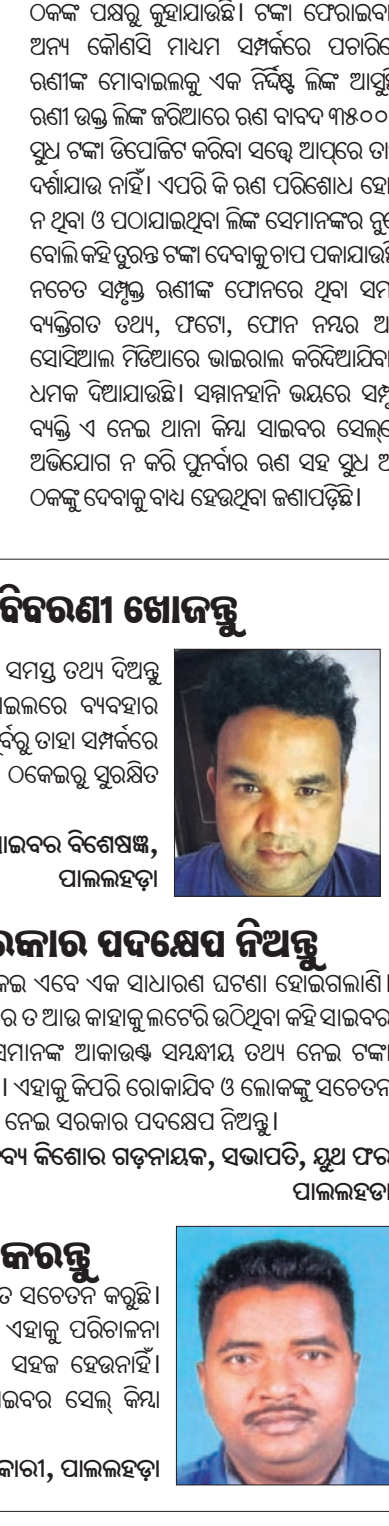 ଠକଙ୍କ ପକ୍ଷରୁ କୁହାଯାଉଛି। ଟଙ୍କା ଫେରାଇବା
ଅନ୍ୟ କୌଣସି ମାଧ୍ୟମ ସମ୍ପର୍କରେ ପଚାରିଲେ
ଋଣୀଙ୍କ ମୋବାଇଲକୁ ଏକ ନିର୍ଦ୍ଦିଷ୍ଟ ଲିଙ୍କ
ଋଣୀ ଉକ୍ତ ଲିଙ୍କ ଜରିଆରେ ଋଣ ବାବଦ ୩୫୦୦
ସୁଧ ଟଙ୍କା ଡିପୋଜିଟ କରିବା ସତ୍ତ୍ୱେ ଆପ୍‌ରେ ତା
ଦର୍ଶାଯାଉ ନାହିଁ। ଏପରି କି ଋଣ ପରିଶୋଧ ହୋ
ନ ଥିବା ଓ ପଠାଯାଇଥିବା ଲିଙ୍କ ସେମାନଙ୍କର
ବୋଲି କହି ତୁରନ୍ତ ଟଙ୍କା ଦେବାକୁ ଚାପ ପକାଯାଉଛି
ନଚେତ ସମ୍ପୃକ୍ତ ଋଣୀଙ୍କ ଫୋନରେ ଥିବା ସମ
ବ୍ୟକ୍ତିଗତ ତଥ୍ୟ, ଫଟୋ, ଫୋନ ନମ୍ବର ଆ
ସୋସିଆଲ ମିଡିଆରେ ଭାଇରାଲ କରିଦିଆଯିବା
ଧମକ ଦିଆଯାଉଛି। ସମ୍ମାନହାନି ଭୟରେ ସମ୍ପୃ
ବ୍ୟକ୍ତି ଏ ନେଇ ଥାନା କିମ୍ବା ସାଇବର ସେଲ୍‌ରେ
ଅଭିଯୋଗ ନ କରି ପୁନର୍ବାର ଋଣ ସହ ସୁଧ ଅ
ଠକଙ୍କୁ ଦେବାକୁ ବାଧ୍ୟ ହେଉଥିବା ଜଣାପଡ଼ିଛି।
ବିବରଣୀ ଖୋଜନ୍ତୁ
ସମସ୍ତ ତଥ୍ୟ ଦିଅନ୍ତୁ
ାଇଲରେ ବ୍ୟବହାର
ୂର୍ବରୁ ତାହା ସମ୍ପର୍କରେ
ଠକେଇରୁ ସୁରକ୍ଷିତ
ସାଇବର ବିଶେଷଜ୍ଞ,
ପାଲଲହଡ଼ା
ରକାର ପଦକ୍ଷେପ ନିଅନ୍ତୁ
କେଇ ଏବେ ଏକ ସାଧାରଣ ଘଟଣା ହୋଇଗଲାଣି।
ର ତ ଆଉ କାହାକୁ ଲଟେରି ଉଠିଥିବା କହି ସାଇବର
ସେମାନଙ୍କ ଆକାଉଣ୍ଟ ସମ୍ବନ୍ଧୀୟ ତଥ୍ୟ ନେଇ ଟଙ୍କା
। ଏହାକୁ କିପରି ରୋକାଯିବ ଓ ଲୋକଙ୍କୁ ସଚେତନ
ନେଇ ସରକାର ପଦକ୍ଷେପ ନିଅନ୍ତୁ।
ବ୍ୟ କିଶୋର ଗଡ଼ନାୟକ, ସଭାପତି, ୟୁଥ ଫର
ପାଲଲହଡା
କରନ୍ତୁ
ତ ସଚେତନ କରୁଛି।
ଏହାକୁ ପରିଚାଳନା
ସହଜ ହେଉନାହିଁ।
ାଇବର ସେଲ୍ କିମ୍ବା
କାରୀ, ପାଲଲହଡ଼ା